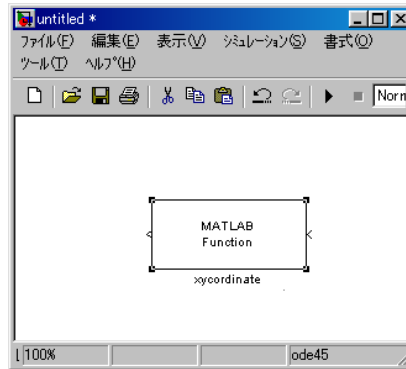 untitled *
ファイル(F) 編集(E) 表示(V) シミュレーション(S) 書式(O)
ツール(T) ヘルプ(H)
Norm
MATLAB
Function
xycordinate
100% ode45